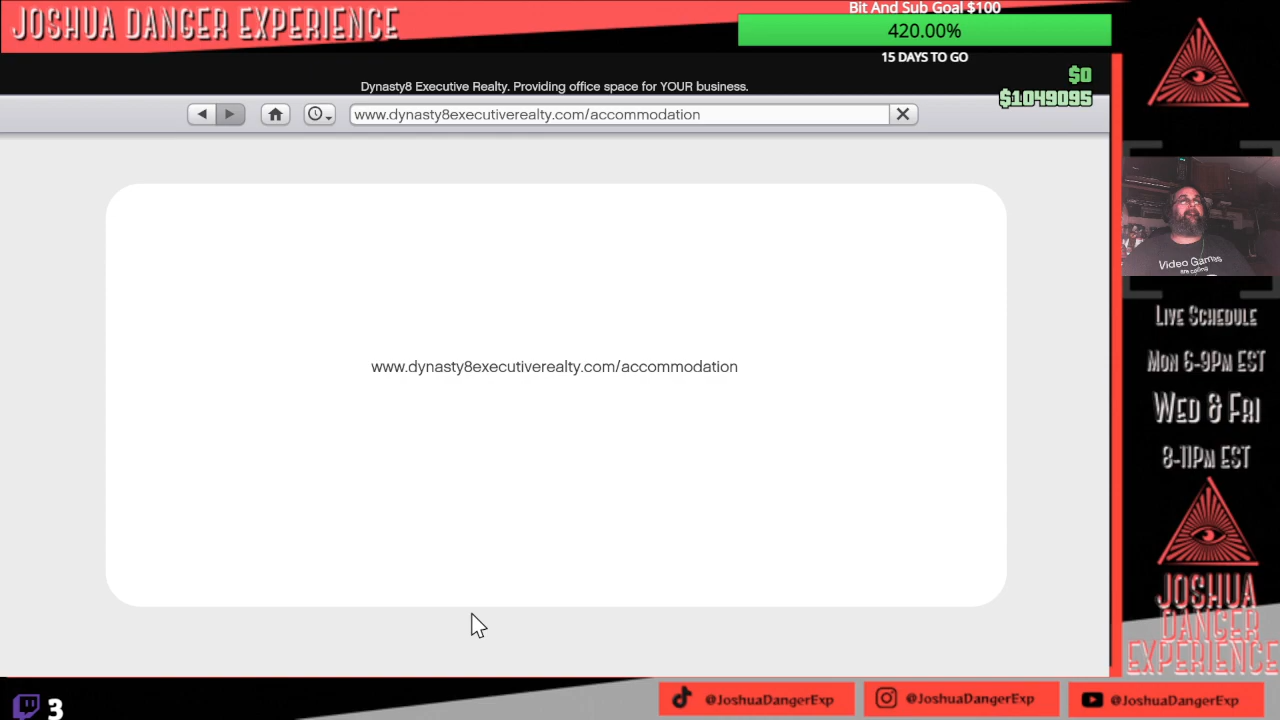 JOSHUA DANGER EXPERIENCE
Bit And Sub Goal $100
420.00%
15 DAYS TO GO
$0
$1049095
Dynasty8 Executive Realty. Providing office space for YOUR business.
www.dynasty8executiverealty.com/accommodation
www.dynasty8executiverealty.com/accommodation
Video Games
are calling
LIVE SCHEDULE
MON 6-9PM EST
WED & FRI
8-11PM EST
JOSHUA
DANGER
EXPERIENCE
3
@JoshuaDangerExp
@JoshuaDangerExp
@JoshuaDangerExp